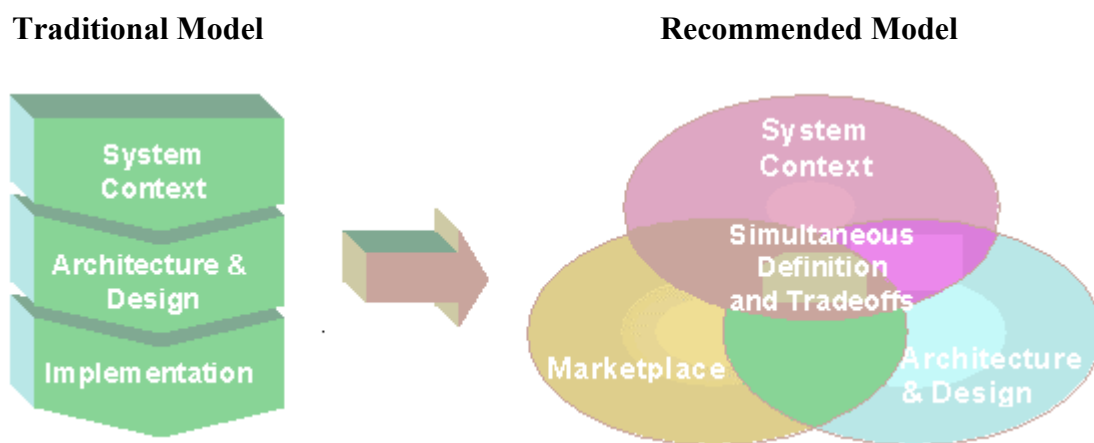 Traditional Model
Recommended Model
System
Context
Architecture &
Design
Implementation
System
Context
Simultaneous
Definition
and Tradeoffs
Marketplace
Architecture
& Design